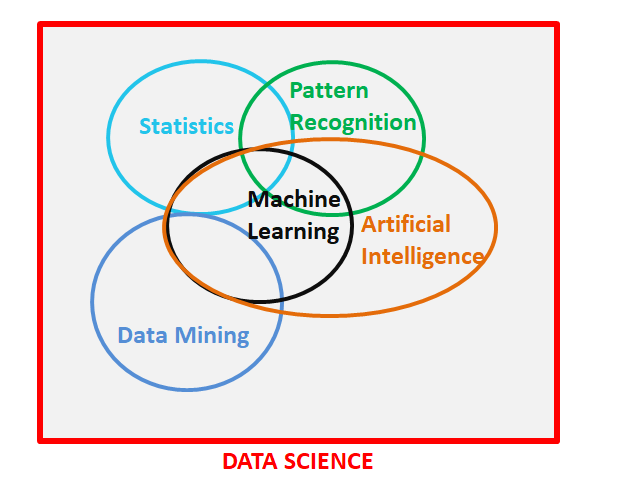 Pattern
Recognition
Statistics
Machine
Learning
Artificial
Intelligence
Data Mining
DATA SCIENCE